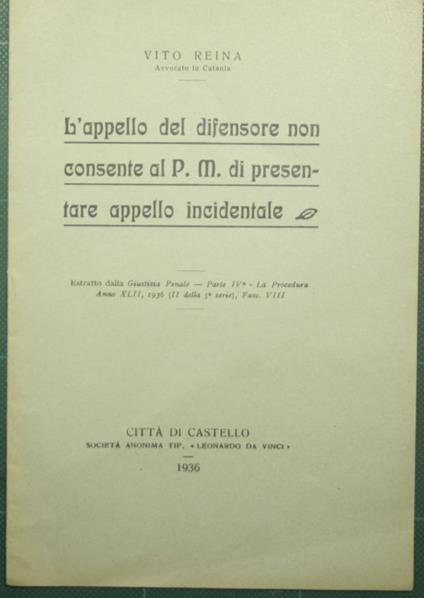 VITO REINA
Avvocato in Catania
L'appello del difensore non
consente al P. M. di presen-
tare appello incidentale
Estratto dalla Giustizia Penale — Parte IVª - La Procedura
Anno XLII, 1936 (II della 5ª serie), Fasc. VIII
CITTÀ DI CASTELLO
SOCIETÀ ANONIMA TIP. «LEONARDO DA VINCI»
1936